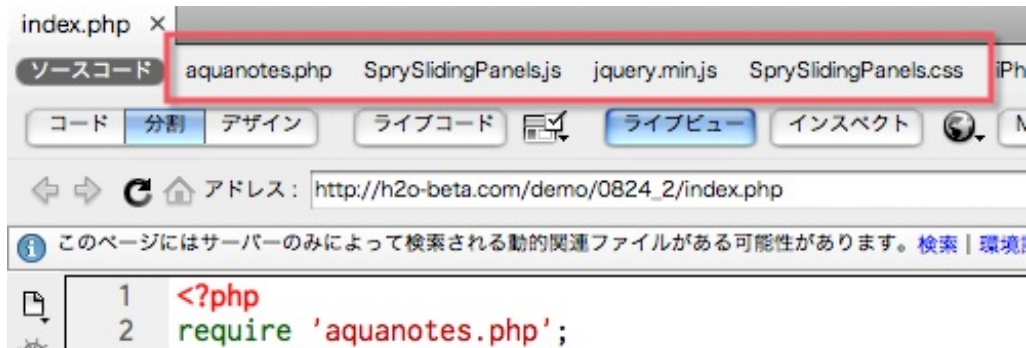 index.php ×
ソースコード aquanotes.php SprySlidingPanels.js jquery.min.js SprySlidingPanels.css iPh
コード 分割 デザイン ライブコード ライブビュー インスペクト M
アドレス： http://h2o-beta.com/demo/0824_2/index.php
このページにはサーバーのみによって検索される動的関連ファイルがある可能性があります。検索 | 環境
1 <?php
2 require 'aquanotes.php';